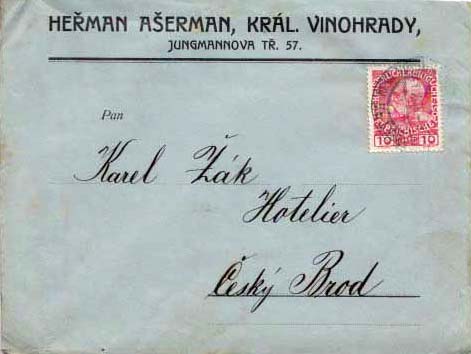 HEŘMAN AŠERMAN, KRÁL. VINOHRADY,
JUNGMANNOVA TŘ. 57.
10 10
Pan
Karel Žák
Hotelier
Český Brod